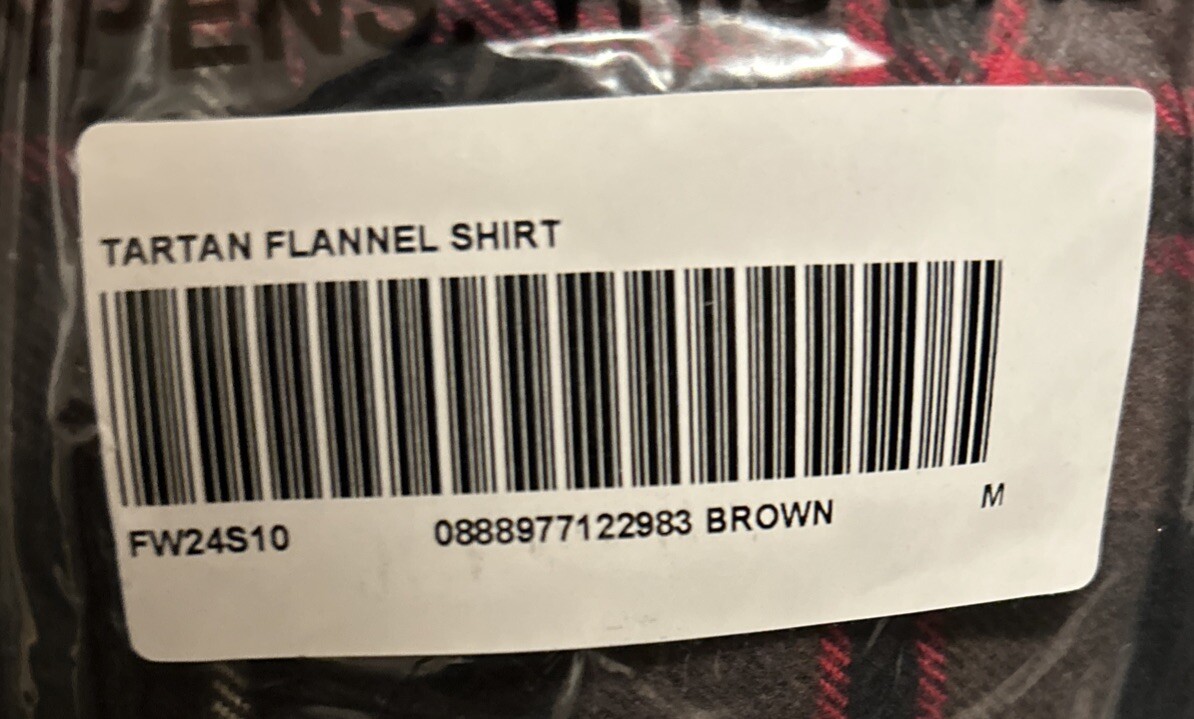 TARTAN FLANNEL SHIRT
FW24S10 0888977122983 BROWN M